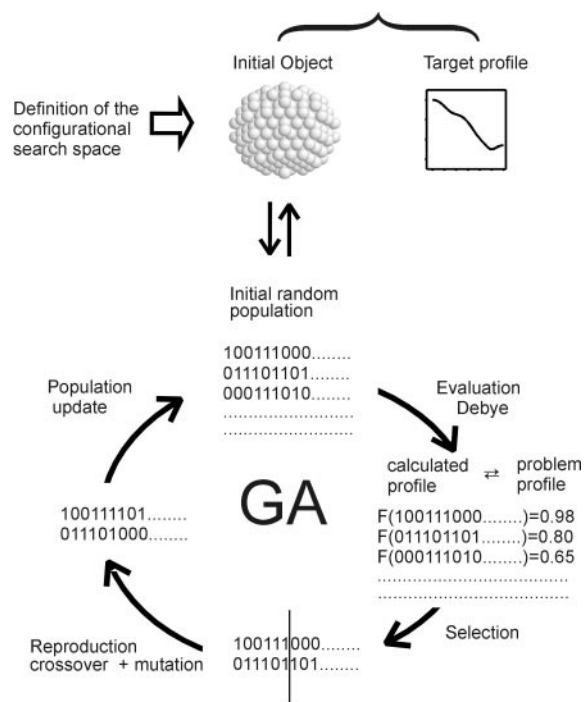 Initial Object
Target profile
Definition of the
configurational
search space
Initial random
population
100111000........
011101101........
000111010........
......................
......................
Evaluation
Debye
calculated
profile
⇄
problem
profile
F(100111000........)=0.98
F(011101101........)=0.80
F(000111010........)=0.65
................................
................................
Selection
100111000........
011101101........
Reproduction
crossover + mutation
100111101........
011101000........
Population
update
GA